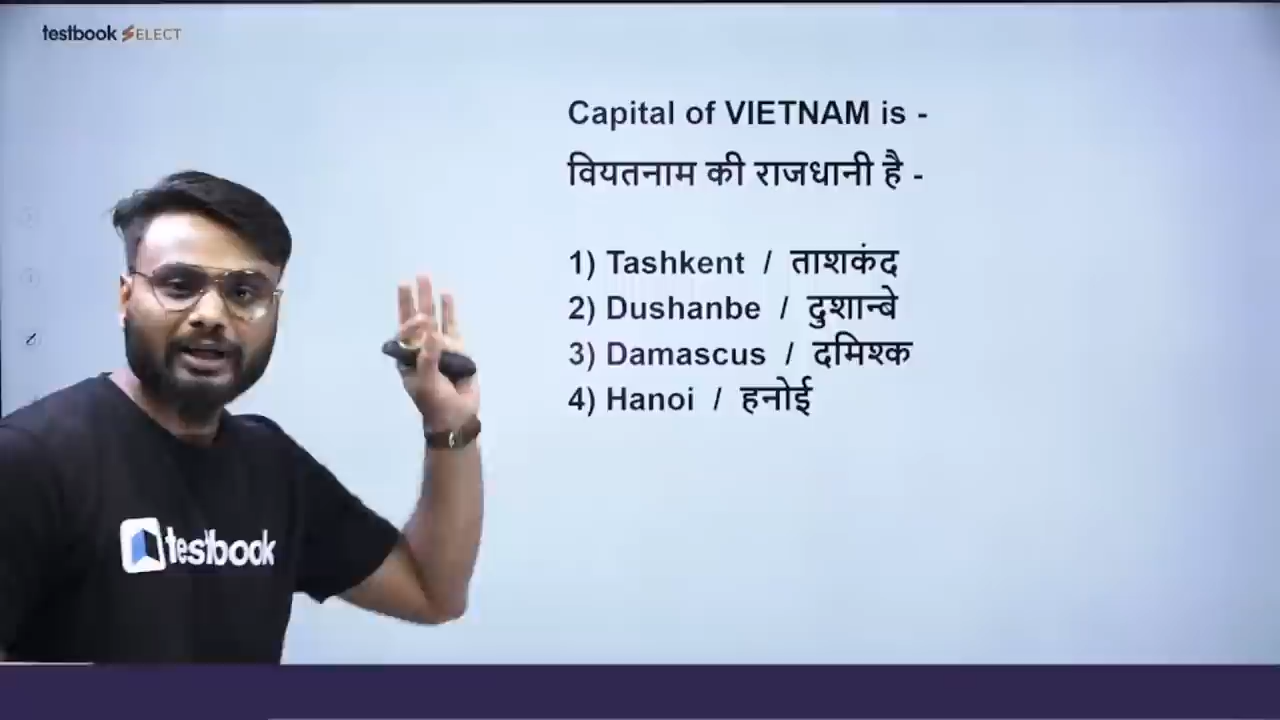 testbook SELECT
Capital of VIETNAM is -
वियतनाम की राजधानी है -
1) Tashkent / ताशकंद
2) Dushanbe / दुशान्बे
3) Damascus / दमिश्क
4) Hanoi / हनोई
testbook